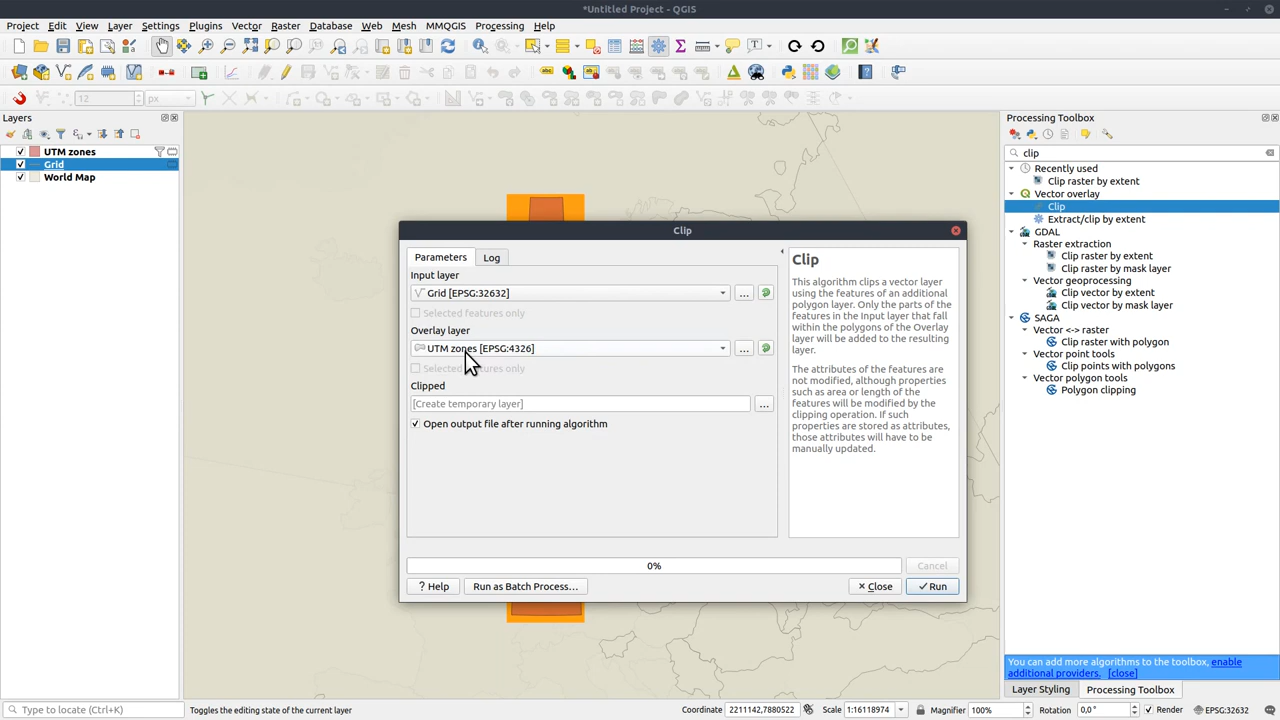 *Untitled Project - QGIS
Project Edit View Layer Settings Plugins Vector Raster Database Web Mesh MMQGIS Processing Help
12 px
Layers
UTM zones
Grid
World Map
Processing Toolbox
clip
Recently used
Clip raster by extent
Vector overlay
Clip
Extract/clip by extent
GDAL
Raster extraction
Clip raster by extent
Clip raster by mask layer
Vector geoprocessing
Clip vector by extent
Clip vector by mask layer
SAGA
Vector <-> raster
Clip raster with polygon
Vector point tools
Clip points with polygons
Vector polygon tools
Polygon clipping
You can add more algorithms to the toolbox, enable
additional providers. [close]
Layer Styling Processing Toolbox
Clip
Parameters Log
Input layer
Grid [EPSG:32632]
...
Selected features only
Overlay layer
UTM zones [EPSG:4326]
...
Selected features only
Clipped
[Create temporary layer]
...
Open output file after running algorithm
Clip
This algorithm clips a vector layer
using the features of an additional
polygon layer. Only the parts of the
features in the Input layer that fall
within the polygons of the Overlay
layer will be added to the resulting
layer.
The attributes of the features are
not modified, although properties
such as area or length of the
features will be modified by the
clipping operation. If such
properties are stored as attributes,
those attributes will have to be
manually updated.
0%
Cancel
? Help Run as Batch Process... Close Run
Type to locate (Ctrl+K) Toggles the editing state of the current layer Coordinate 2211142,7880522 Scale 1:16118974 Magnifier 100% Rotation 0,0 ° Render EPSG:32632